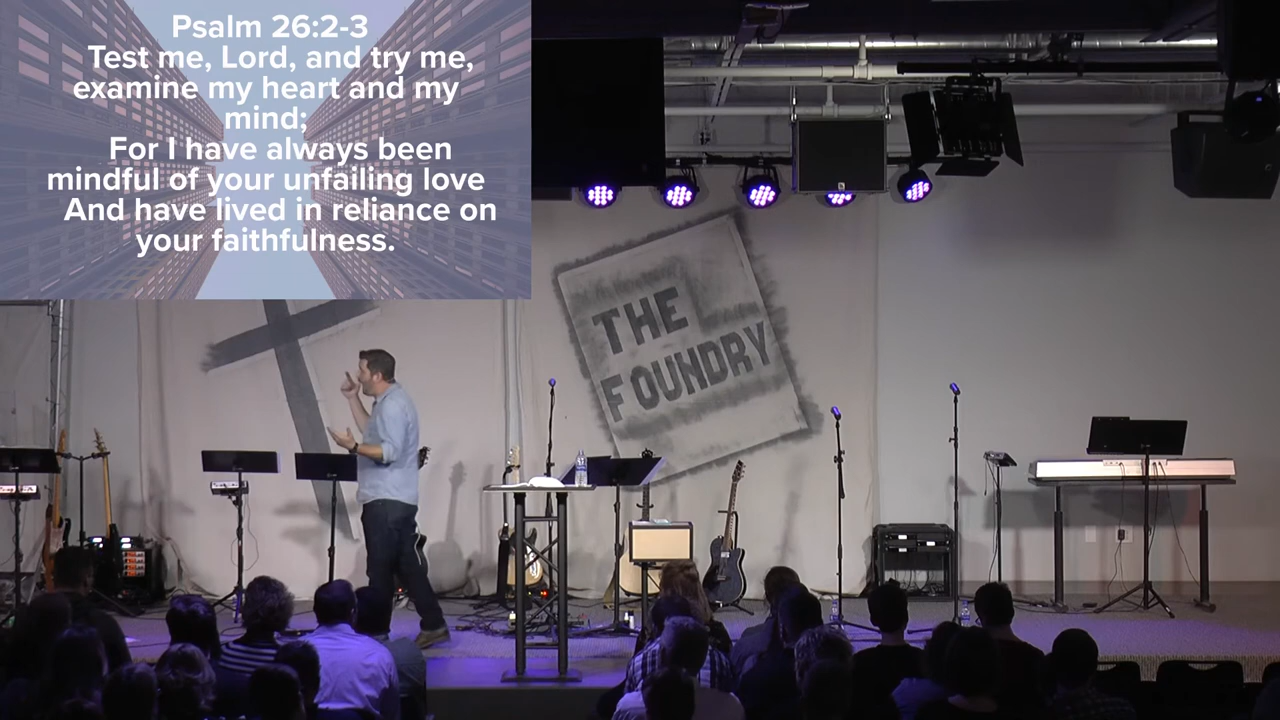 Psalm 26:2-3
Test me, Lord, and try me,
examine my heart and my
mind;
For I have always been
mindful of your unfailing love
And have lived in reliance on
your faithfulness.
THE
FOUNDRY